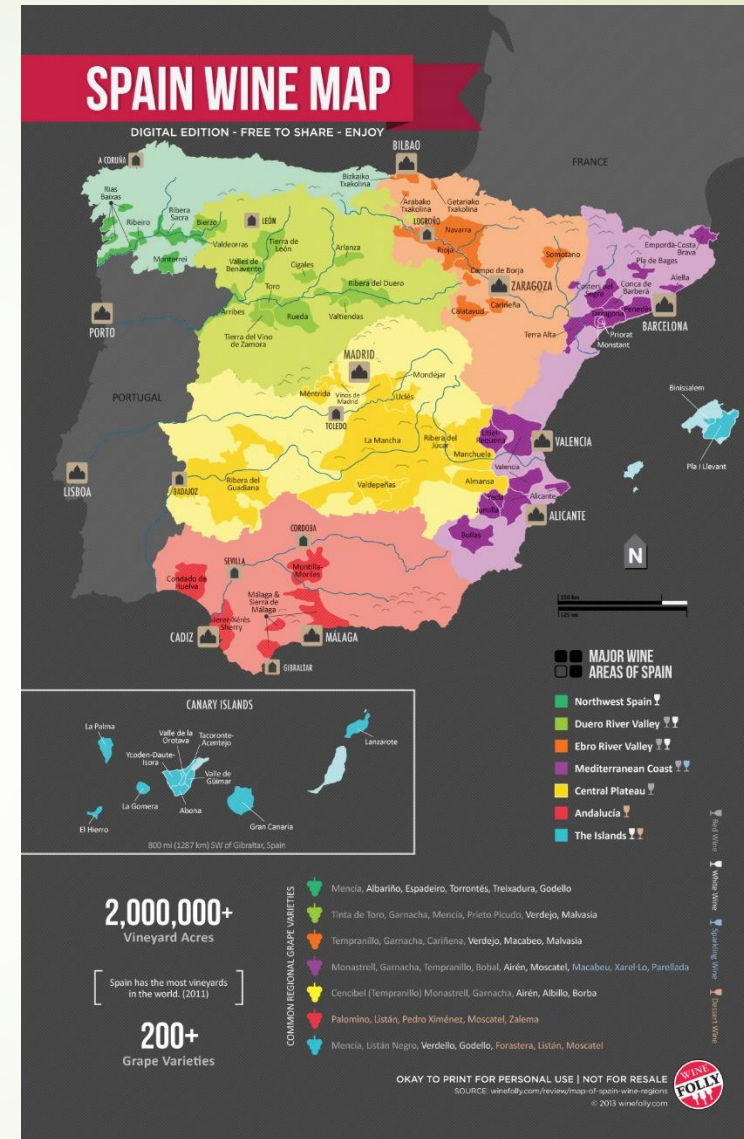 SPAIN WINE MAP
DIGITAL EDITION - FREE TO SHARE - ENJOY
BILBAO
A CORUÑA
FRANCE
Bizkaiko
Txakolina
Rias
Baixas
Arabako
Txakolina
Getariako
Txakolina
Ribeiro
Ribera
Sacra
Bierzo
LEÓN
LOGROÑO
Navarra
Rioja
Empordà-Costa
Brava
Monterrei
Valdeorras
Tierra de
León
Arlanza
Somontano
Pla de Bages
Valles de
Benavente
Cigales
Campo de Borja
Costers del
Segre
Conca de
Barberà
Alella
Toro
Ribera del Duero
ZARAGOZA
Tarragona
Penedès
PORTO
Arribes
Rueda
Valtiendas
Calatayud
Cariñena
BARCELONA
Tierra del Vino
de Zamora
Terra Alta
Priorat
Monstant
MADRID
Mondéjar
PORTUGAL
Méntrida
Vinos de
Madrid
Uclés
Binissalem
TOLEDO
La Mancha
Ribera del
Júcar
Utiel-
Requena
VALENCIA
Manchuela
Valencia
Pla I Llevant
LISBOA
BADAJOZ
Ribera del
Guadiana
Valdepeñas
Almansa
Yecla
Alicante
Jumilla
ALICANTE
Bullas
CORDOBA
N
SEVILLA
Montilla-
Moriles
Condado de
Huelva
Málaga &
Sierra de
Málaga
Jerez-Xérès
Sherry
CADIZ
MÁLAGA
GIBRALTAR
MAJOR WINE
AREAS OF SPAIN
Northwest Spain
Duero River Valley
Ebro River Valley
Mediterranean Coast
Central Plateau
Andalucía
The Islands
Red Wine
White Wine
Sparkling Wine
Dessert Wine
CANARY ISLANDS
La Palma
Valle de la
Orotava
Tacoronte-
Acentejo
Lanzarote
Ycoden-Daute-
Isora
Valle de
Güímar
La Gomera
Abona
El Hierro
Gran Canaria
800 mi (1287 km) SW of Gibraltar, Spain
2,000,000+
Vineyard Acres
Spain has the most vineyards
in the world. (2011)
200+
Grape Varieties
COMMON REGIONAL GRAPE VARIETIES
Mencía, Albariño, Espadeiro, Torrontés, Treixadura, Godello
Tinta de Toro, Garnacha, Mencía, Prieto Picudo, Verdejo, Malvasia
Tempranillo, Garnacha, Cariñena, Verdejo, Macabeo, Malvasia
Monastrell, Garnacha, Tempranillo, Bobal, Airén, Moscatel, Macabeu, Xarel·Lo, Parellada
Cencibel (Tempranillo) Monastrell, Garnacha, Airén, Albillo, Borba
Palomino, Listán, Pedro Ximénez, Moscatel, Zalema
Mencía, Listán Negro, Verdello, Godello, Forastera, Listán, Moscatel
OKAY TO PRINT FOR PERSONAL USE | NOT FOR RESALE
SOURCE: winefolly.com/review/map-of-spain-wine-regions
© 2013 winefolly.com
WINE
FOLLY